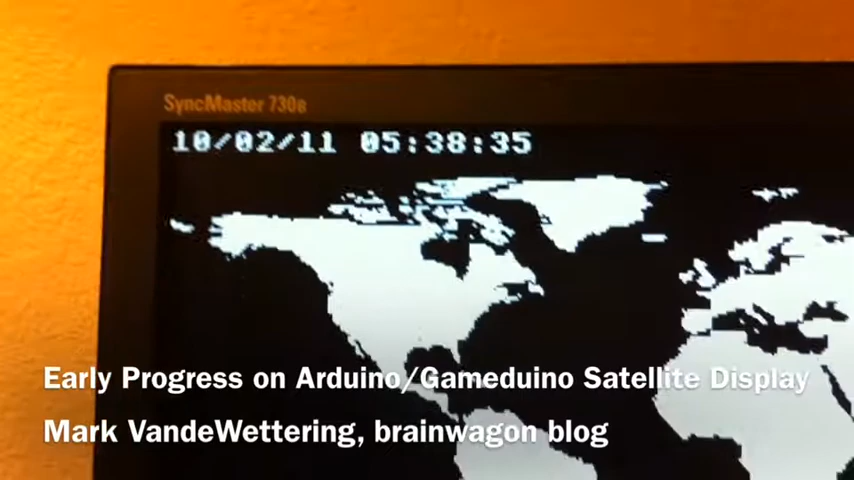 SyncMaster 730B
10/02/11 05:38:35
Early Progress on Arduino/Gameduino Satellite Display
Mark VandeWettering, brainwagon blog